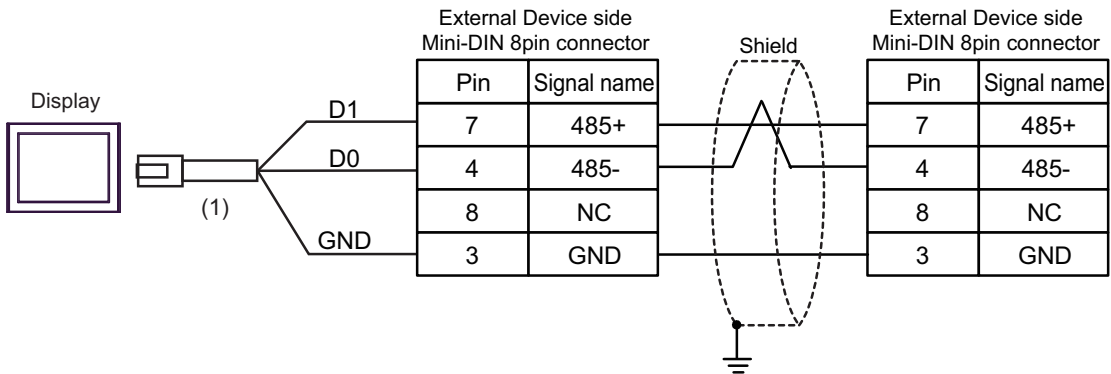 External Device side
Mini-DIN 8pin connector
External Device side
Mini-DIN 8pin connector
Shield
Display
(1)
D1
D0
GND
Pin Signal name
7 485+
4 485-
8 NC
3 GND
Pin Signal name
7 485+
4 485-
8 NC
3 GND